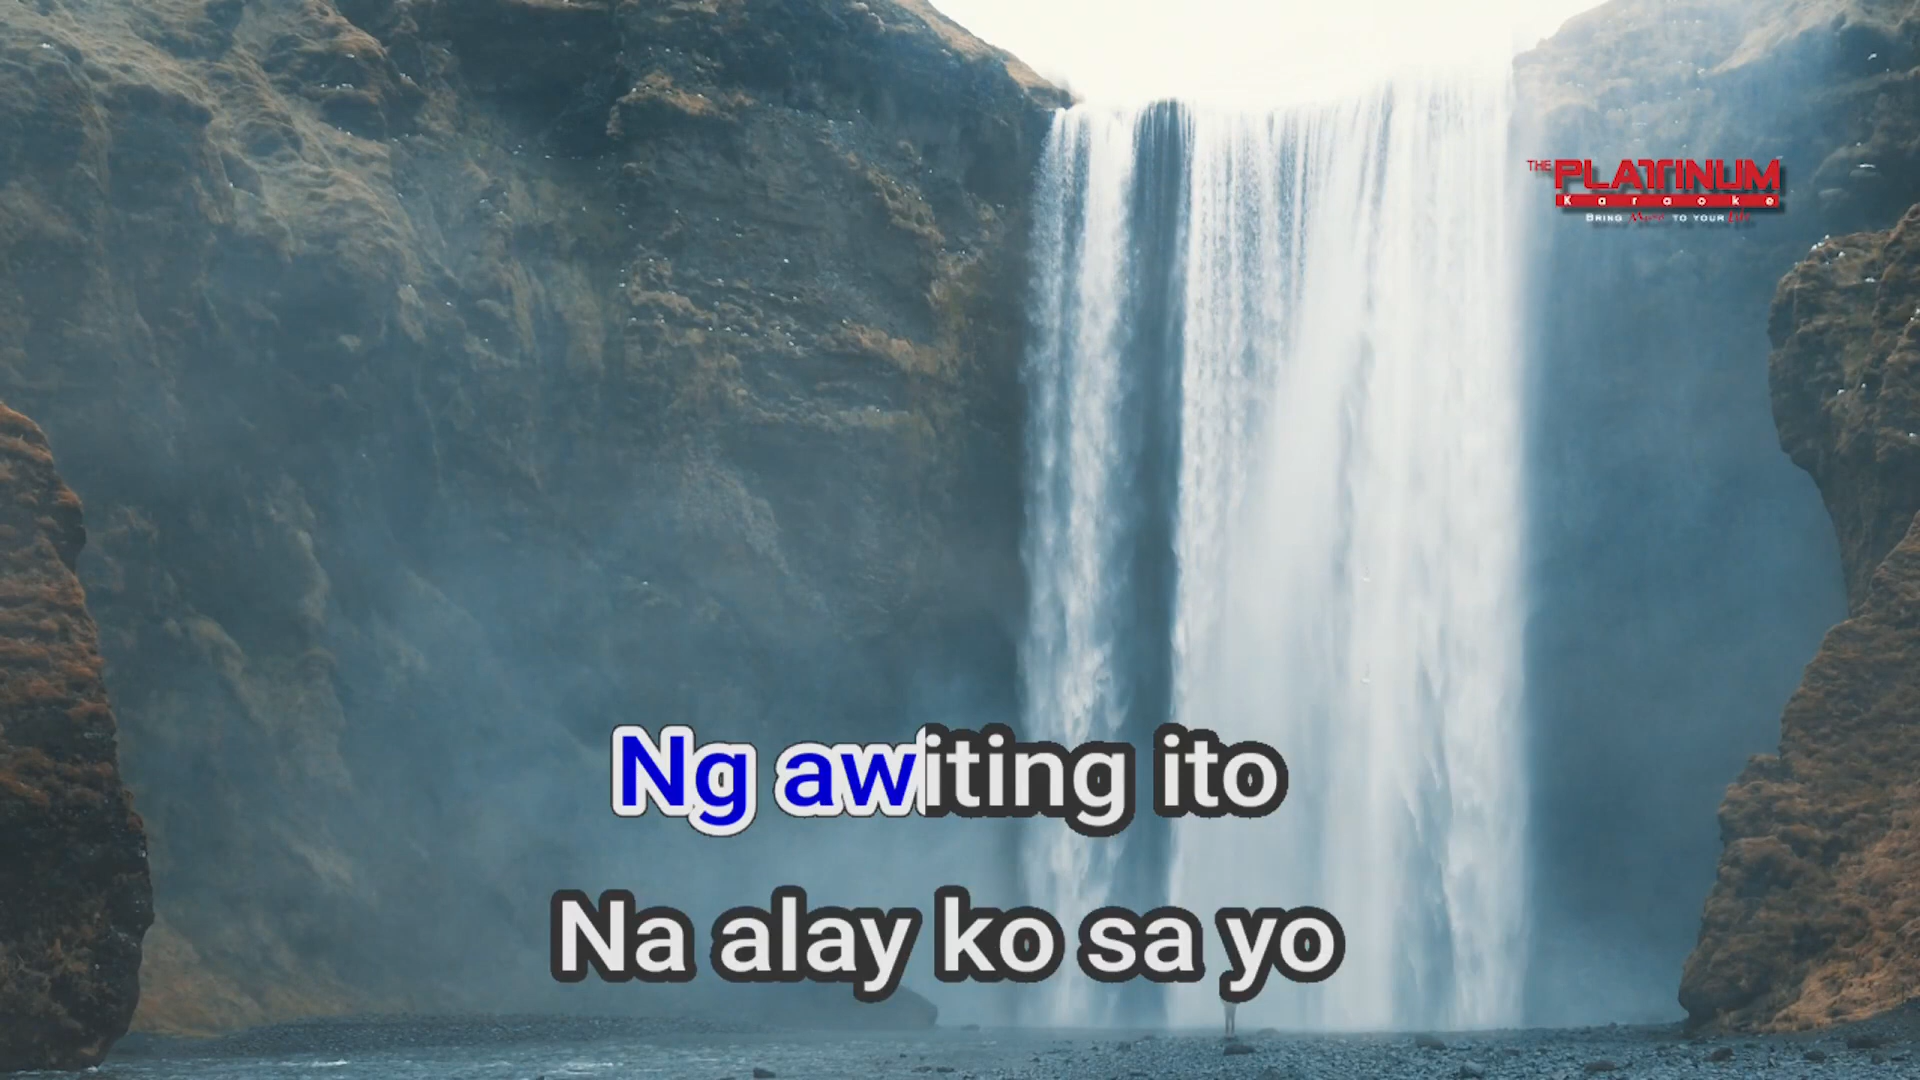 THE PLATINUM
Karaoke
BRING Music TO YOUR Life
Ng awiting ito
Na alay ko sa yo